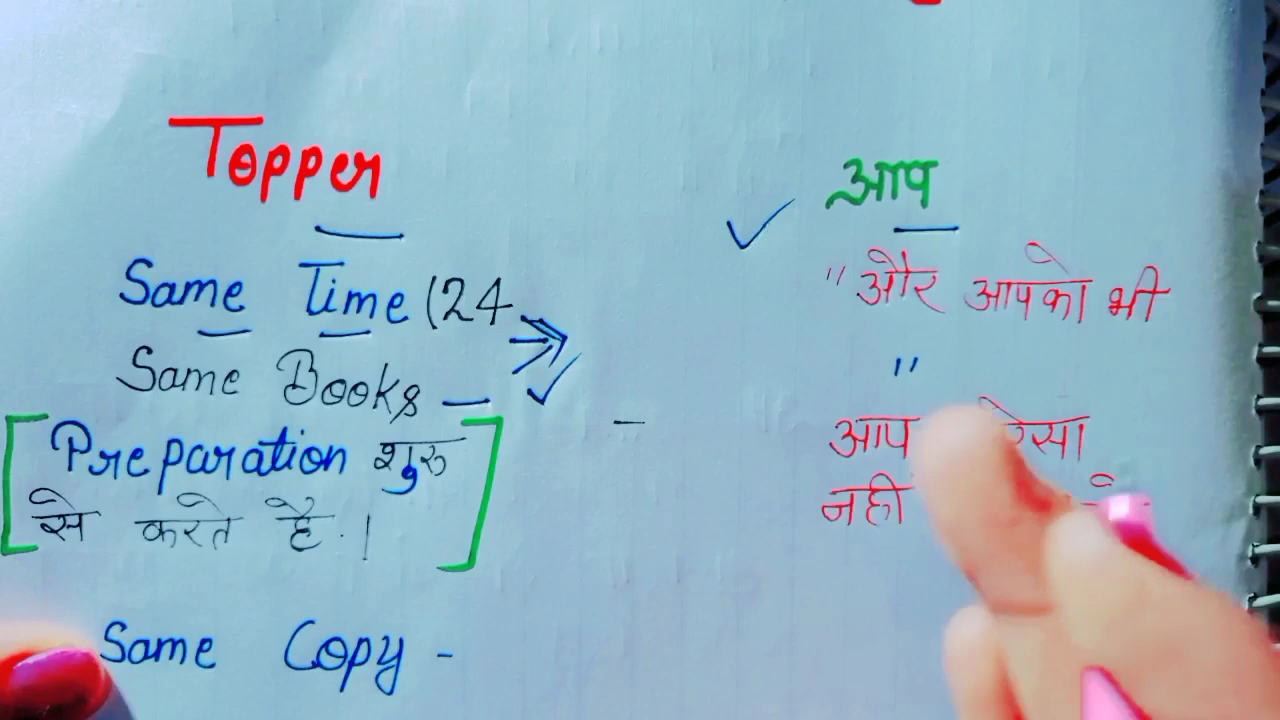 Topper
Same Time (24
Same Books
Preparation शुरु
से करते है.।
Same Copy -
आप
"और आपको भी
"
आप
नही